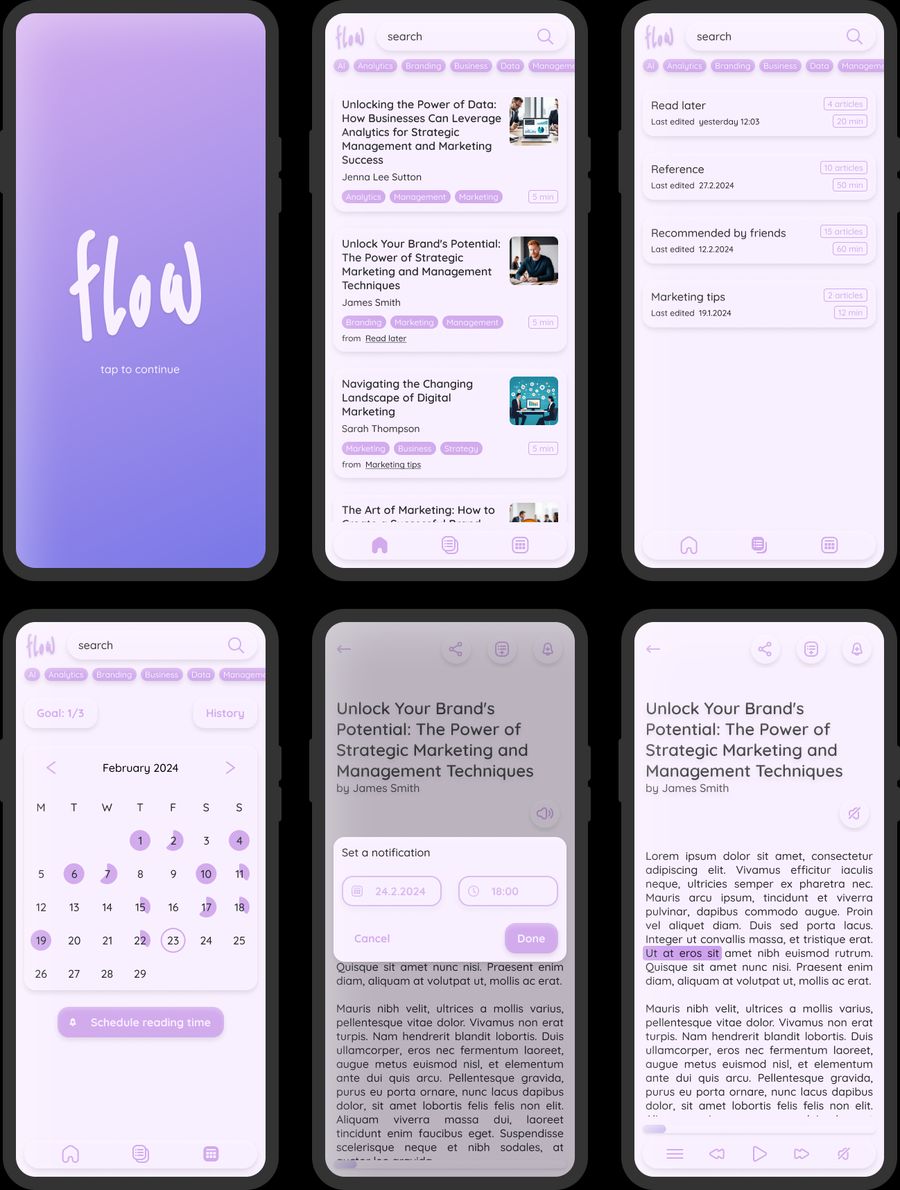 flow
tap to continue
flow
search
AI Analytics Branding Business Data Manageme
Unlocking the Power of Data:
How Businesses Can Leverage
Analytics for Strategic
Management and Marketing
Success
Jenna Lee Sutton
Analytics Management Marketing 5 min
Unlock Your Brand's Potential:
The Power of Strategic
Marketing and Management
Techniques
James Smith
Branding Marketing Management 5 min
from Read later
Navigating the Changing
Landscape of Digital
Marketing
Sarah Thompson
Marketing Business Strategy 5 min
from Marketing tips
The Art of Marketing: How to
Create a Successful Brand
flow
search
AI Analytics Branding Business Data Manageme
Read later 4 articles
Last edited yesterday 12:03 20 min
Reference 10 articles
Last edited 27.2.2024 50 min
Recommended by friends 15 articles
Last edited 12.2.2024 60 min
Marketing tips 2 articles
Last edited 19.1.2024 12 min
flow
search
AI Analytics Branding Business Data Manageme
Goal: 1/3 History
February 2024
M T W T F S S
1 2 3 4
5 6 7 8 9 10 11
12 13 14 15 16 17 18
19 20 21 22 23 24 25
26 27 28 29
Schedule reading time
Unlock Your Brand's
Potential: The Power of
Strategic Marketing and
Management Techniques
by James Smith
Set a notification
24.2.2024 18:00
Cancel Done
Quisque sit amet nunc nisi. Praesent enim
diam, aliquam at volutpat ut, mollis ac erat.
Mauris nibh velit, ultrices a mollis varius,
pellentesque vitae dolor. Vivamus non erat
turpis. Nam hendrerit blandit lobortis. Duis
ullamcorper, eros nec fermentum laoreet,
augue metus euismod nisl, et elementum
ante dui quis arcu. Pellentesque gravida,
purus eu porta ornare, nunc lacus dapibus
dolor, sit amet lobortis felis felis non elit.
Aliquam viverra massa dui, laoreet
tincidunt enim faucibus eget. Suspendisse
scelerisque neque et nibh sodales, at
Unlock Your Brand's
Potential: The Power of
Strategic Marketing and
Management Techniques
by James Smith
Lorem ipsum dolor sit amet, consectetur
adipiscing elit. Vivamus efficitur iaculis
neque, ultricies semper ex pharetra nec.
Mauris arcu ipsum, tincidunt et viverra
pulvinar, dapibus commodo augue. Proin
vel aliquet diam. Duis sed porta lacus.
Integer ut convallis massa, et tristique erat.
Ut at eros sit amet nibh euismod rutrum.
Quisque sit amet nunc nisi. Praesent enim
diam, aliquam at volutpat ut, mollis ac erat.
Mauris nibh velit, ultrices a mollis varius,
pellentesque vitae dolor. Vivamus non erat
turpis. Nam hendrerit blandit lobortis. Duis
ullamcorper, eros nec fermentum laoreet,
augue metus euismod nisl, et elementum
ante dui quis arcu. Pellentesque gravida,
purus eu porta ornare, nunc lacus dapibus
dolor, sit amet lobortis felis felis non elit.